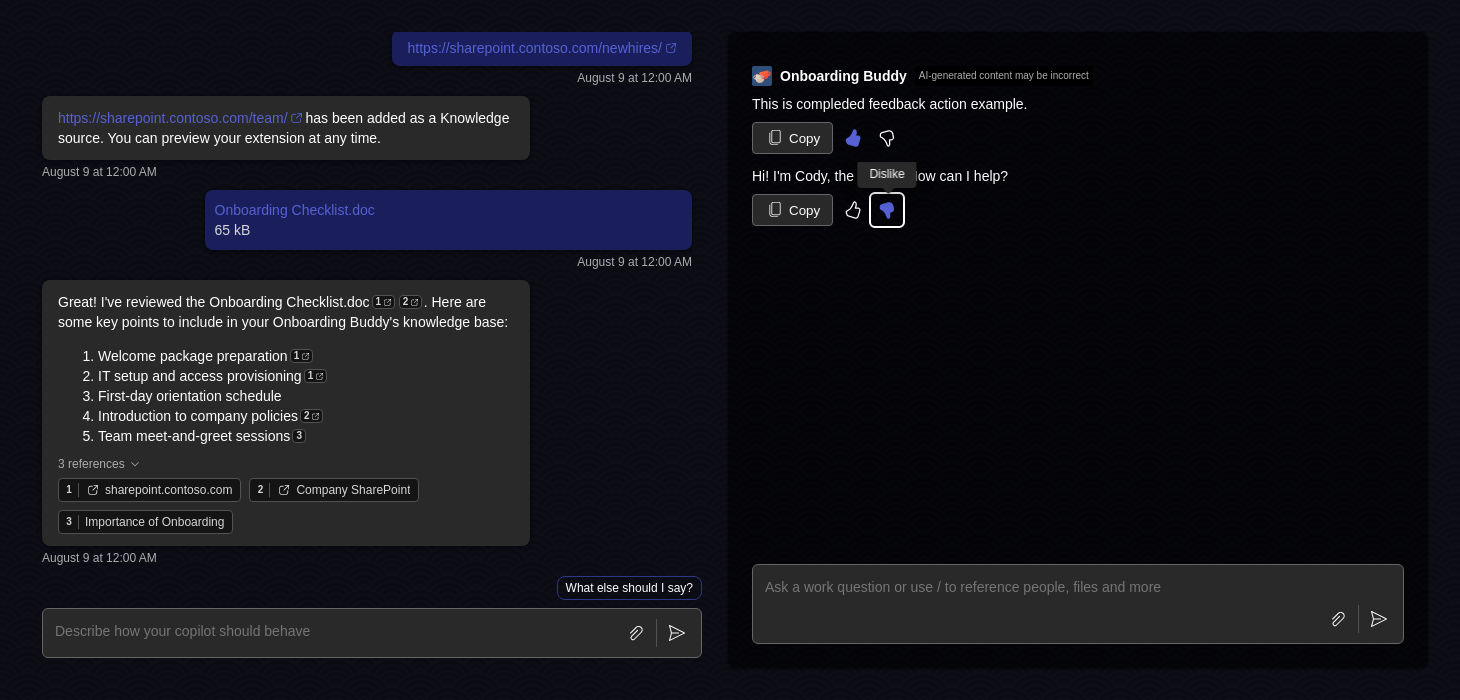 https://sharepoint.contoso.com/newhires/
August 9 at 12:00 AM
https://sharepoint.contoso.com/team/ has been added as a Knowledge
source. You can preview your extension at any time.
August 9 at 12:00 AM
Onboarding Checklist.doc
65 kB
August 9 at 12:00 AM
Great! I've reviewed the Onboarding Checklist.doc 1 2 . Here are
some key points to include in your Onboarding Buddy's knowledge base:
1. Welcome package preparation 1
2. IT setup and access provisioning 1
3. First-day orientation schedule
4. Introduction to company policies 2
5. Team meet-and-greet sessions 3
3 references
1 sharepoint.contoso.com 2 Company SharePoint
3 Importance of Onboarding
August 9 at 12:00 AM
What else should I say?
Describe how your copilot should behave
Onboarding Buddy AI-generated content may be incorrect
This is compleded feedback action example.
Copy
Dislike
Hi! I'm Cody, the can I help?
Copy
Ask a work question or use / to reference people, files and more